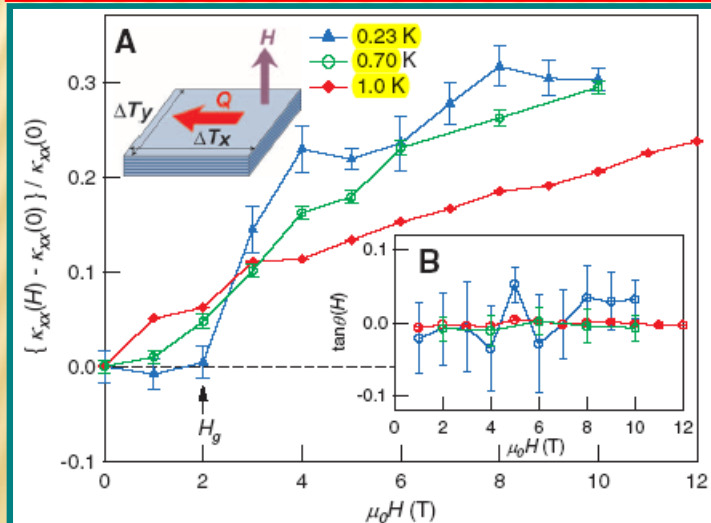 A
H
Q
ΔTy
ΔTx
0.23 K
0.70 K
1.0 K
{ κxx(H) - κxx(0) } / κxx(0)
0.3
0.2
0.1
0.0
-0.1
Hg
0 2 4 6 8 10 12
μ0H (T)
B
tanθ(H)
0.1
0.0
-0.1
0 2 4 6 8 10 12
μ0H (T)